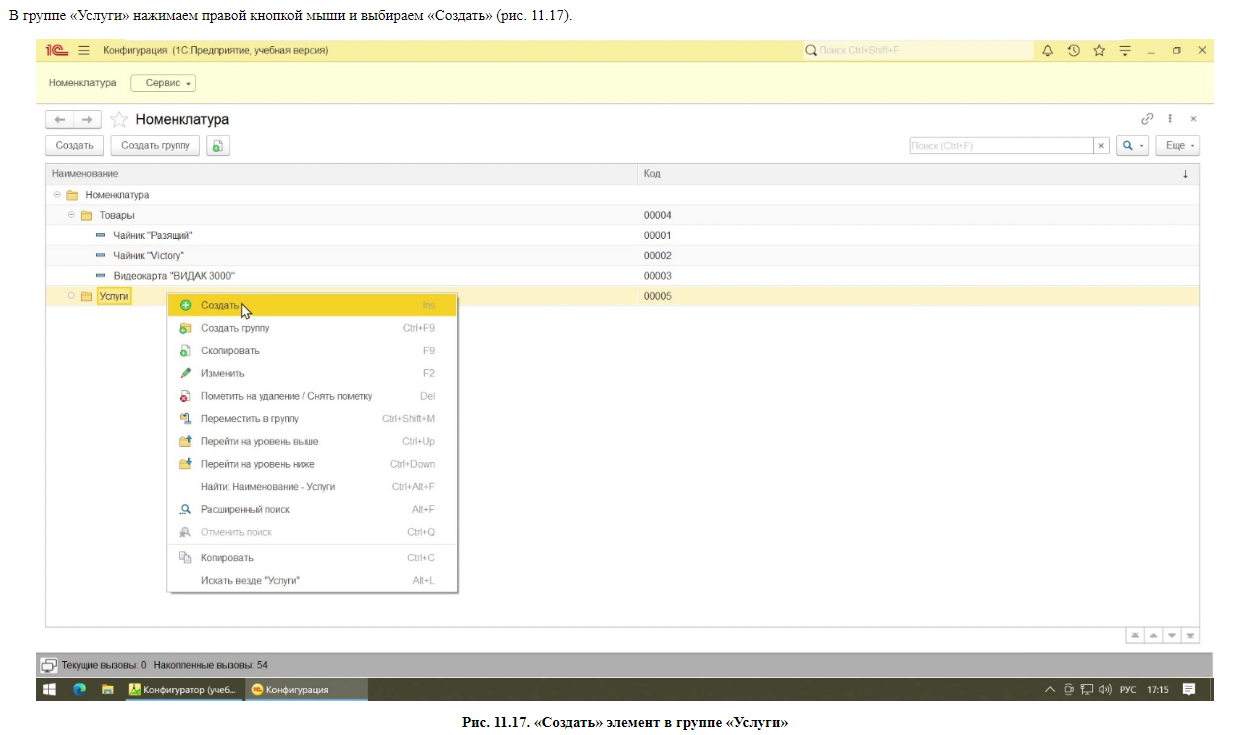 В группе «Услуги» нажимаем правой кнопкой мыши и выбираем «Создать» (рис. 11.17).
1С Конфигурация (1С:Предприятие, учебная версия) Поиск Ctrl+Shift+F
Номенклатура Сервис
Номенклатура
Создать Создать группу Поиск (Ctrl+F) × Еще
Наименование Код ↓
Номенклатура
Товары 00004
Чайник "Разящий" 00001
Чайник "Victory" 00002
Видеокарта "ВИДАК 3000" 00003
Услуги 00005
Создать Ins
Создать группу Ctrl+F9
Скопировать F9
Изменить F2
Пометить на удаление / Снять пометку Del
Переместить в группу Ctrl+Shift+M
Перейти на уровень выше Ctrl+Up
Перейти на уровень ниже Ctrl+Down
Найти: Наименование - Услуги Ctrl+Alt+F
Расширенный поиск Alt+F
Отменить поиск Ctrl+Q
Копировать Ctrl+C
Искать везде "Услуги" Alt+L
Текущие вызовы: 0 Накопленные вызовы: 54
Конфигуратор (учеб... Конфигурация РУС 17:15
Рис. 11.17. «Создать» элемент в группе «Услуги»